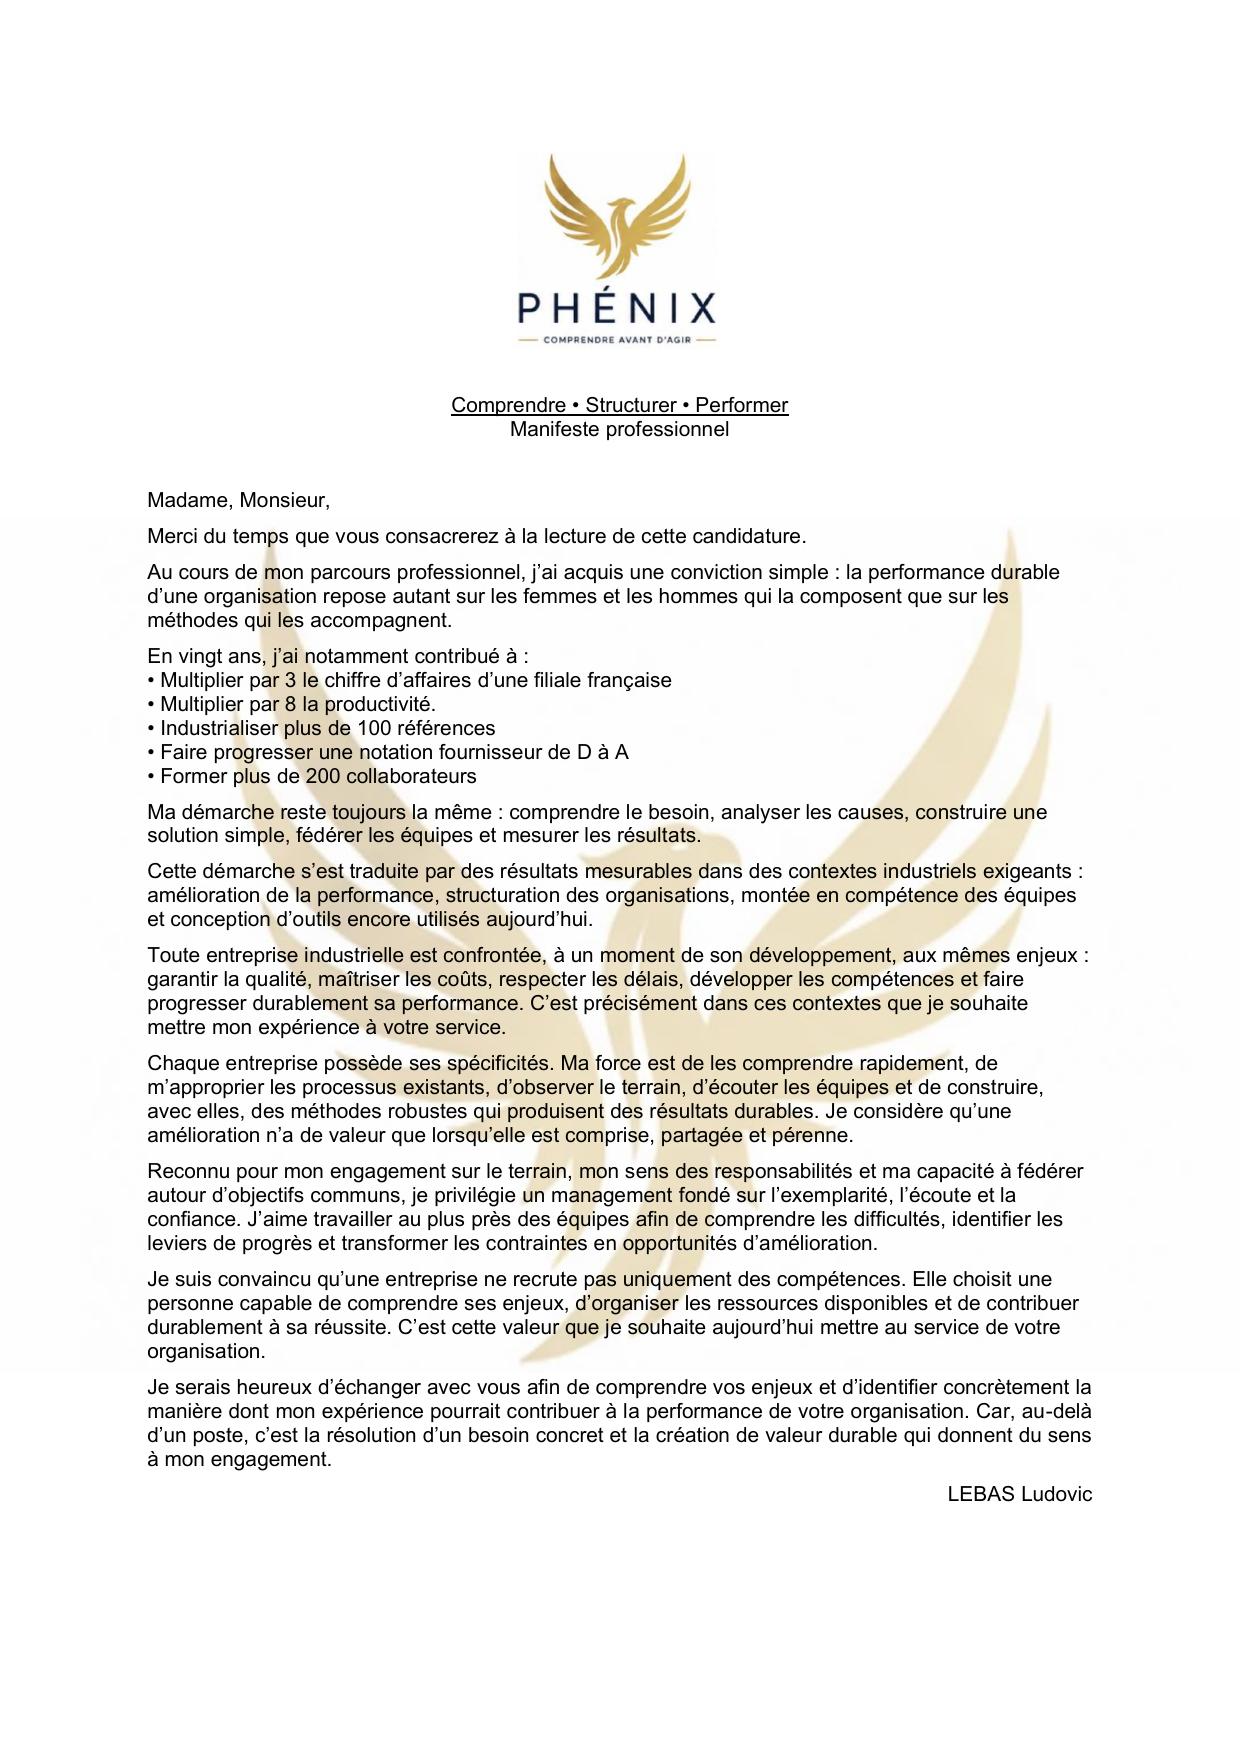 PHÉNIX
COMPRENDRE AVANT D'AGIR
Comprendre • Structurer • Performer
Manifeste professionnel
Madame, Monsieur,
Merci du temps que vous consacrerez à la lecture de cette candidature.
Au cours de mon parcours professionnel, j’ai acquis une conviction simple : la performance durable
d’une organisation repose autant sur les femmes et les hommes qui la composent que sur les
méthodes qui les accompagnent.
En vingt ans, j’ai notamment contribué à :
• Multiplier par 3 le chiffre d’affaires d’une filiale française
• Multiplier par 8 la productivité.
• Industrialiser plus de 100 références
• Faire progresser une notation fournisseur de D à A
• Former plus de 200 collaborateurs
Ma démarche reste toujours la même : comprendre le besoin, analyser les causes, construire une
solution simple, fédérer les équipes et mesurer les résultats.
Cette démarche s’est traduite par des résultats mesurables dans des contextes industriels exigeants :
amélioration de la performance, structuration des organisations, montée en compétence des équipes
et conception d’outils encore utilisés aujourd’hui.
Toute entreprise industrielle est confrontée, à un moment de son développement, aux mêmes enjeux :
garantir la qualité, maîtriser les coûts, respecter les délais, développer les compétences et faire
progresser durablement sa performance. C’est précisément dans ces contextes que je souhaite
mettre mon expérience à votre service.
Chaque entreprise possède ses spécificités. Ma force est de les comprendre rapidement, de
m’approprier les processus existants, d’observer le terrain, d’écouter les équipes et de construire,
avec elles, des méthodes robustes qui produisent des résultats durables. Je considère qu’une
amélioration n’a de valeur que lorsqu’elle est comprise, partagée et pérenne.
Reconnu pour mon engagement sur le terrain, mon sens des responsabilités et ma capacité à fédérer
autour d’objectifs communs, je privilégie un management fondé sur l’exemplarité, l’écoute et la
confiance. J’aime travailler au plus près des équipes afin de comprendre les difficultés, identifier les
leviers de progrès et transformer les contraintes en opportunités d’amélioration.
Je suis convaincu qu’une entreprise ne recrute pas uniquement des compétences. Elle choisit une
personne capable de comprendre ses enjeux, d’organiser les ressources disponibles et de contribuer
durablement à sa réussite. C’est cette valeur que je souhaite aujourd’hui mettre au service de votre
organisation.
Je serais heureux d’échanger avec vous afin de comprendre vos enjeux et d’identifier concrètement la
manière dont mon expérience pourrait contribuer à la performance de votre organisation. Car, au-delà
d’un poste, c’est la résolution d’un besoin concret et la création de valeur durable qui donnent du sens
à mon engagement.
LEBAS Ludovic